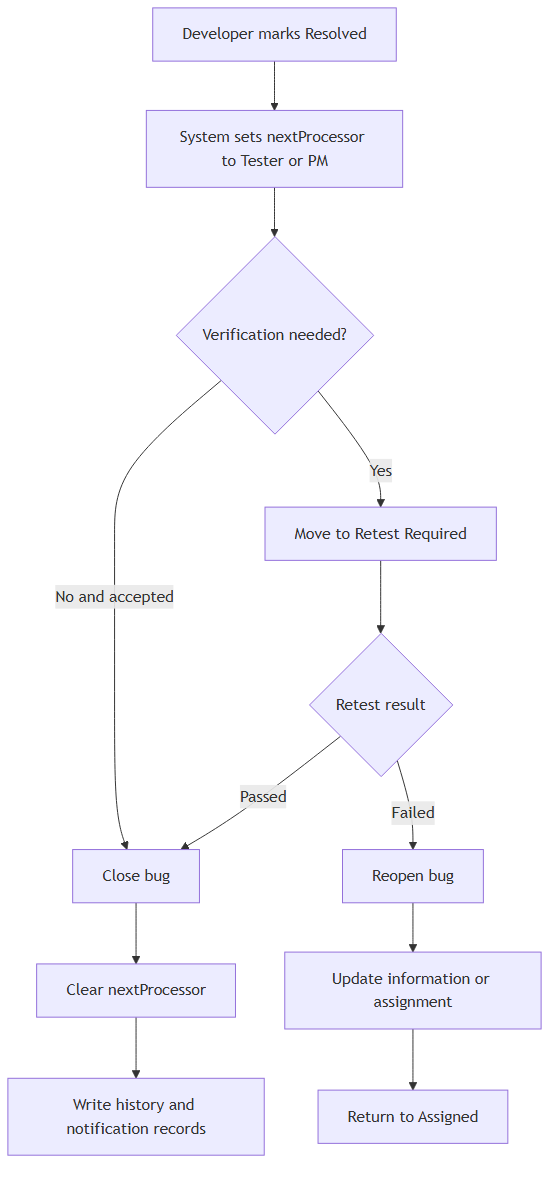 Developer marks Resolved
System sets nextProcessor
to Tester or PM
Verification needed?
Yes
Move to Retest Required
No and accepted
Retest result
Passed
Failed
Close bug
Reopen bug
Clear nextProcessor
Update information or
assignment
Write history and
notification records
Return to Assigned